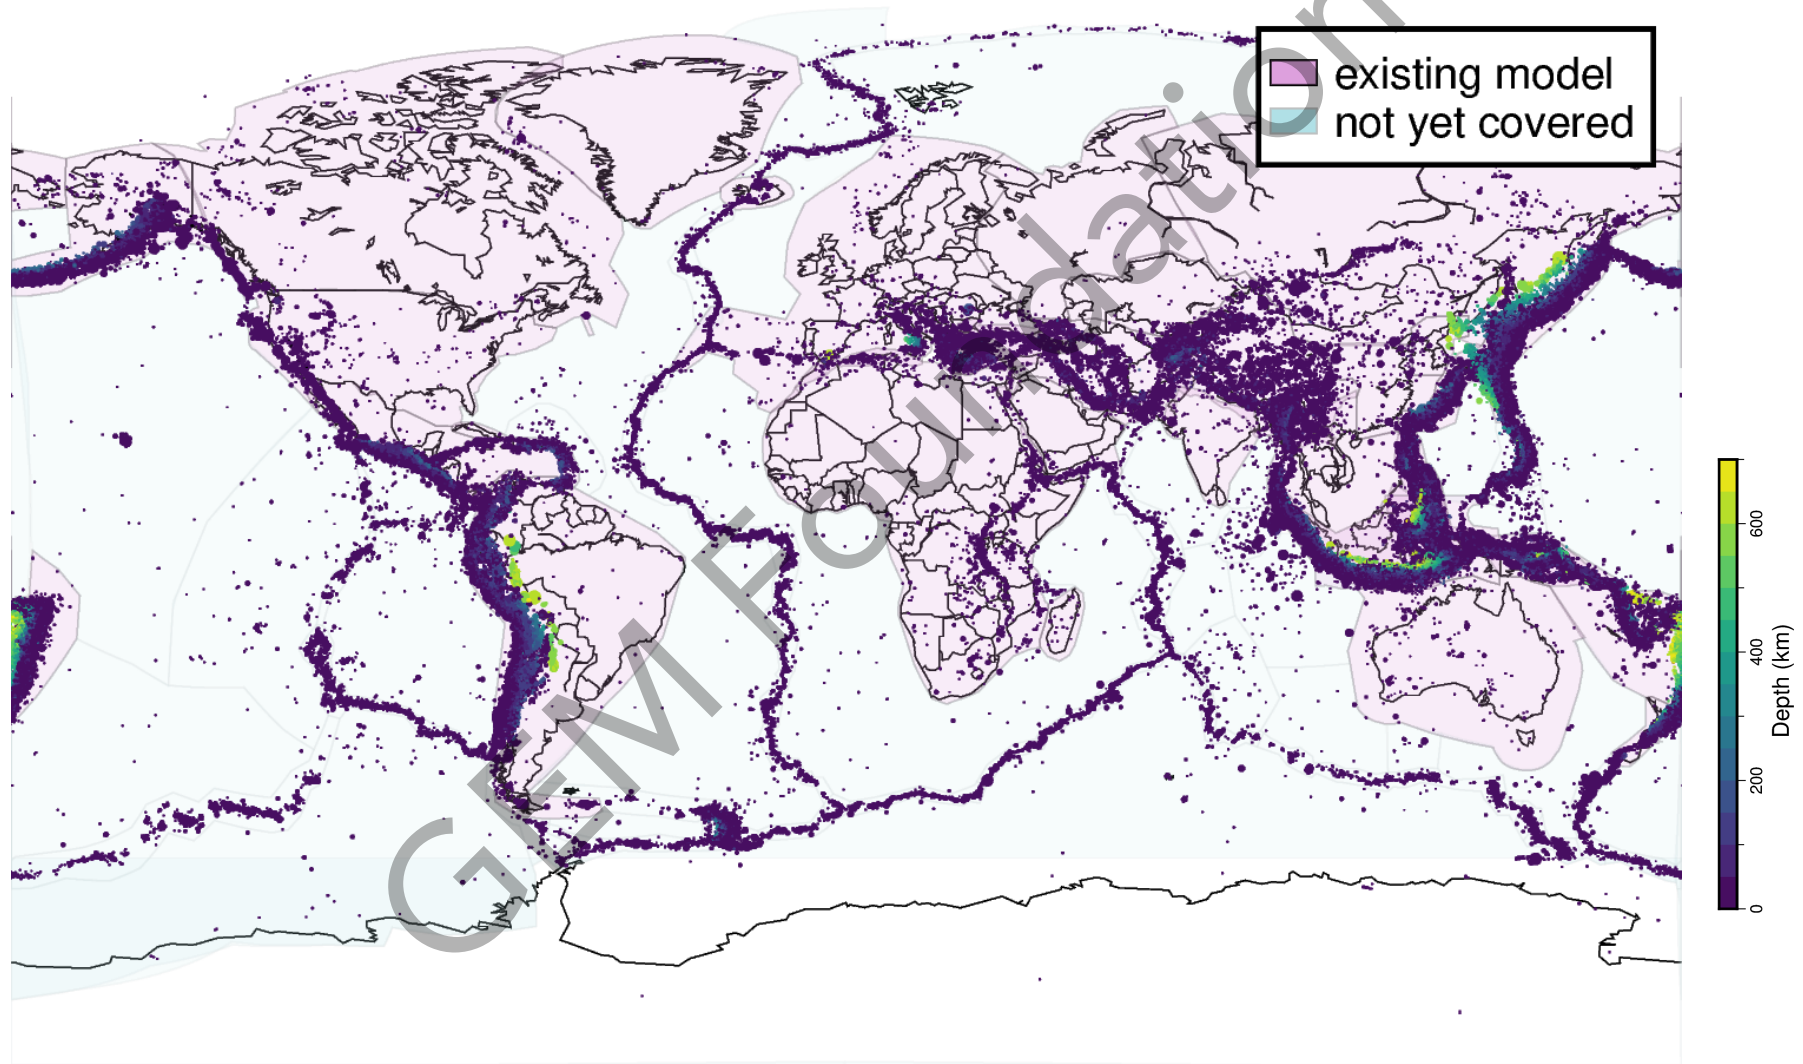 existing model
not yet covered
GEM Foundation
600
400
200
0
Depth (km)